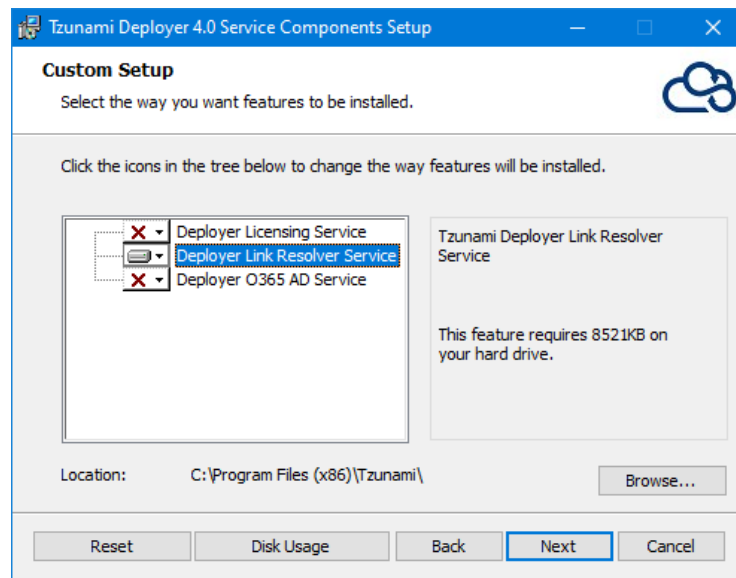 Tzunami Deployer 4.0 Service Components Setup
Custom Setup
Select the way you want features to be installed.
Click the icons in the tree below to change the way features will be installed.
Deployer Licensing Service
Deployer Link Resolver Service
Deployer O365 AD Service
Tzunami Deployer Link Resolver
Service
This feature requires 8521KB on
your hard drive.
Location: C:\Program Files (x86)\Tzunami\
Browse...
Reset Disk Usage Back Next Cancel